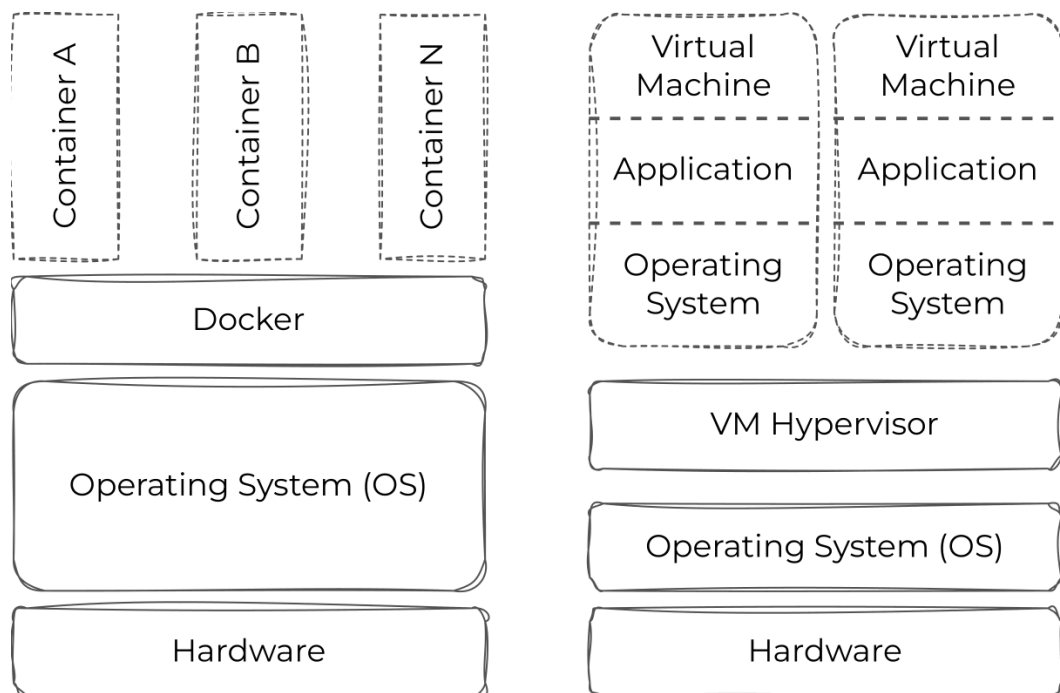 Container A
Container B
Container N
Docker
Operating System (OS)
Hardware
Virtual
Machine
Application
Operating
System
Virtual
Machine
Application
Operating
System
VM Hypervisor
Operating System (OS)
Hardware